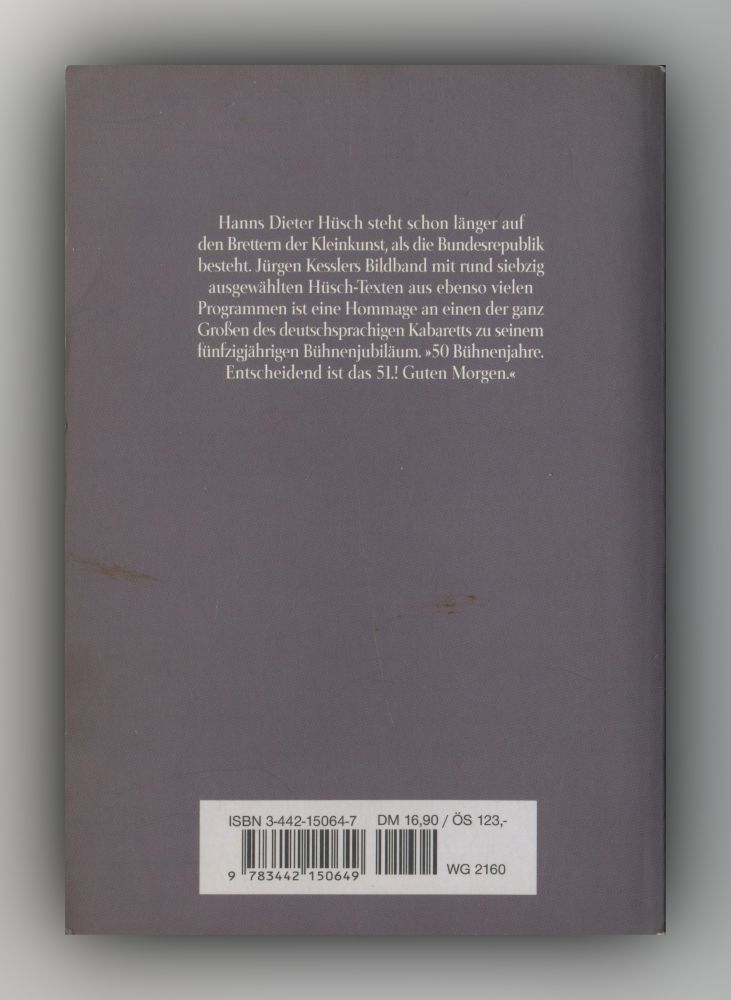 Hanns Dieter Hüsch steht schon länger auf
den Brettern der Kleinkunst, als die Bundesrepublik
besteht. Jürgen Kesslers Bildband mit rund siebzig
ausgewählten Hüsch-Texten aus ebenso vielen
Programmen ist eine Hommage an einen der ganz
Großen des deutschsprachigen Kabaretts zu seinem
fünfzigjährigen Bühnenjubiläum. »50 Bühnenjahre.
Entscheidend ist das 51.! Guten Morgen.«
ISBN 3-442-15064-7 DM 16,90 / ÖS 123,-
9 783442 150649 WG 2160